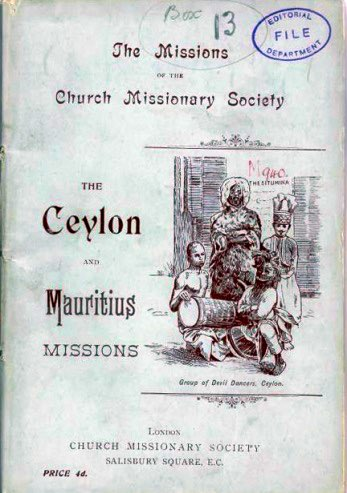 Box
13
EDITORIAL
FILE
DEPARTMENT
The Missions
OF THE
Church Missionary Society
M940.
THE
Ceylon
AND
Mauritius
MISSIONS
Group of Devil Dancers, Ceylon.
LONDON
CHURCH MISSIONARY SOCIETY
SALISBURY SQUARE, E.C.
PRICE 4d.